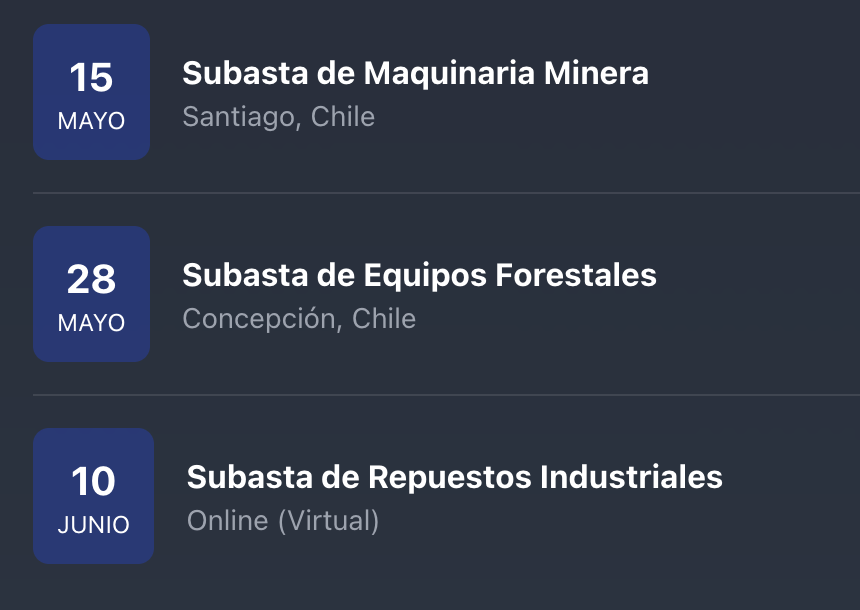 15
MAYO
Subasta de Maquinaria Minera
Santiago, Chile
28
MAYO
Subasta de Equipos Forestales
Concepción, Chile
10
JUNIO
Subasta de Repuestos Industriales
Online (Virtual)